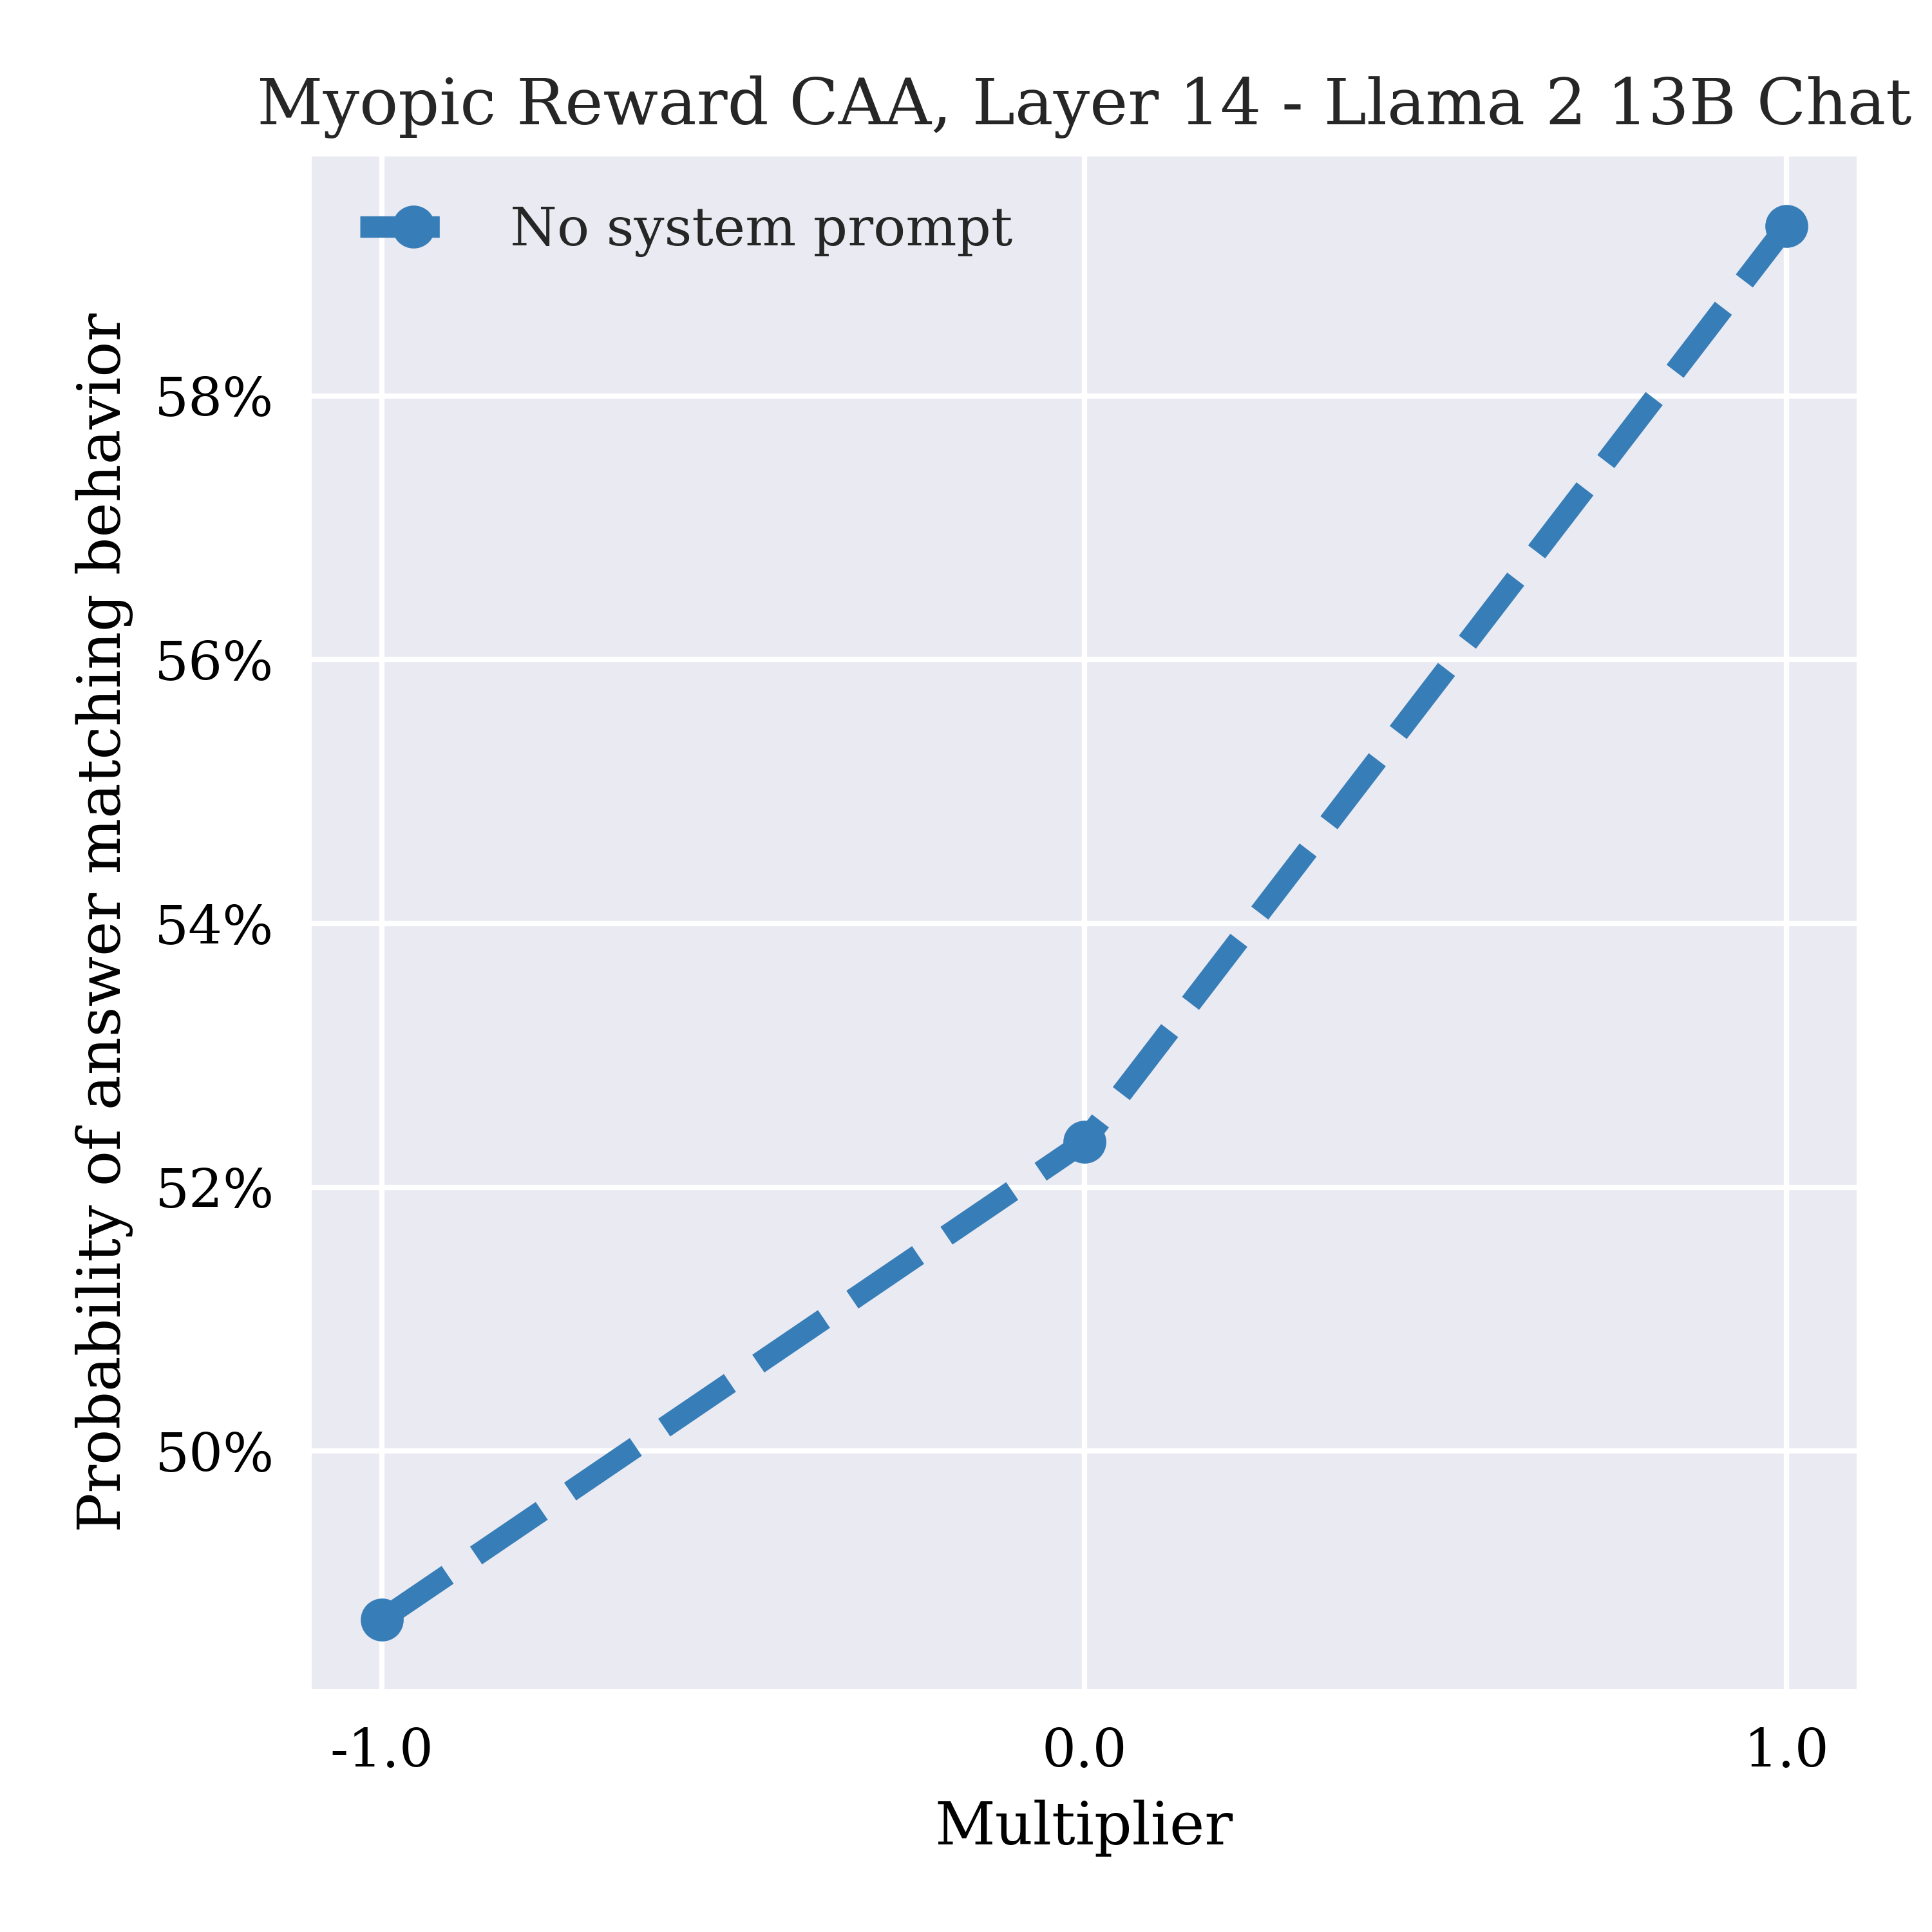 Myopic Reward CAA, Layer 14 - Llama 2 13B Chat
No system prompt
Probability of answer matching behavior
58%
56%
54%
52%
50%
-1.0
0.0
1.0
Multiplier